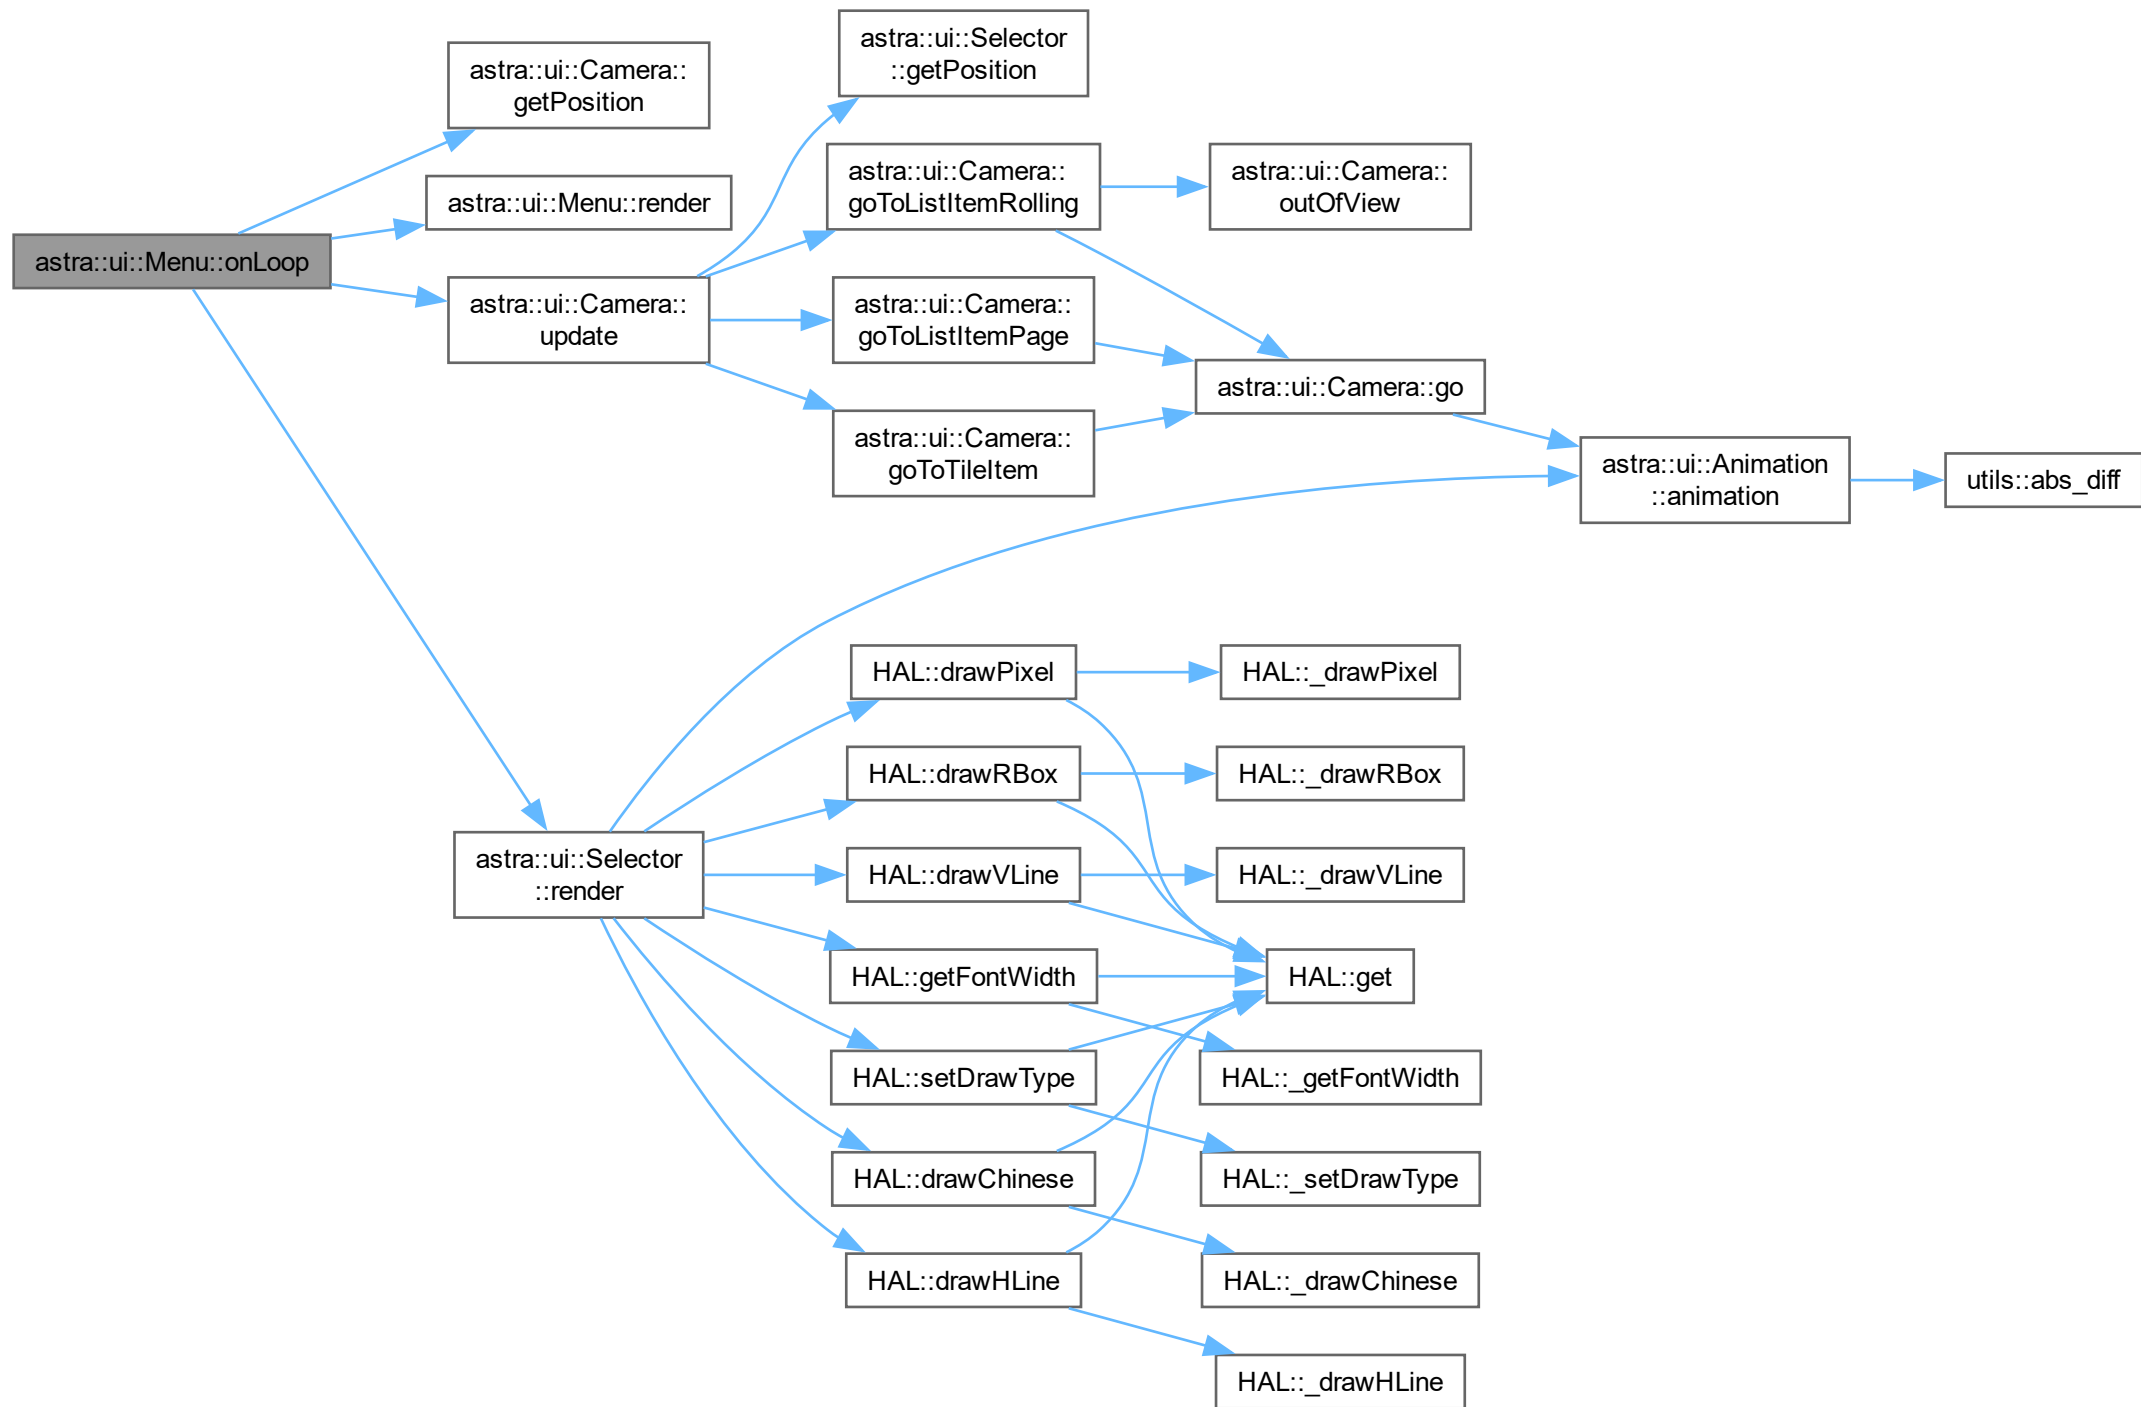 astra::ui::Menu::onLoop
astra::ui::Camera::
getPosition
astra::ui::Menu::render
astra::ui::Camera::
update
astra::ui::Selector
::render
astra::ui::Selector
::getPosition
astra::ui::Camera::
goToListItemRolling
astra::ui::Camera::
goToListItemPage
astra::ui::Camera::
goToTileItem
HAL::drawPixel
HAL::drawRBox
HAL::drawVLine
HAL::getFontWidth
HAL::setDrawType
HAL::drawChinese
HAL::drawHLine
astra::ui::Camera::
outOfView
astra::ui::Camera::go
HAL::_drawPixel
HAL::_drawRBox
HAL::_drawVLine
HAL::get
HAL::_getFontWidth
HAL::_setDrawType
HAL::_drawChinese
HAL::_drawHLine
astra::ui::Animation
::animation
utils::abs_diff